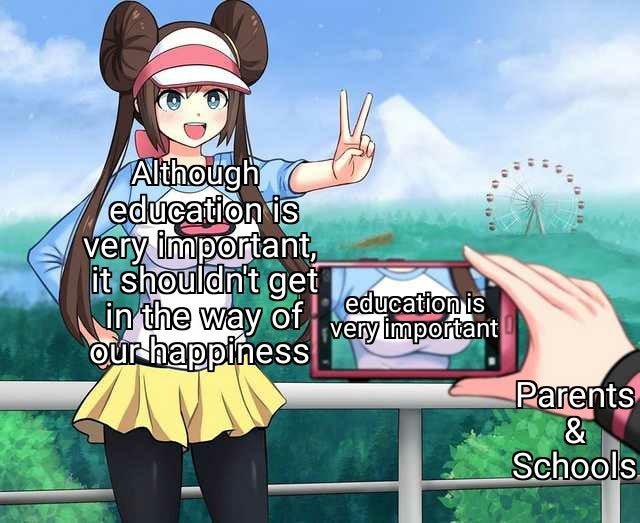 Although
education is
very important,
it shouldn't get
in the way of
our happiness
education is
very important
Parents
&
Schools